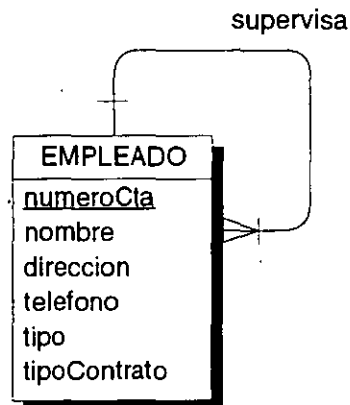 supervisa
EMPLEADO
numeroCta
nombre
direccion
telefono
tipo
tipoContrato